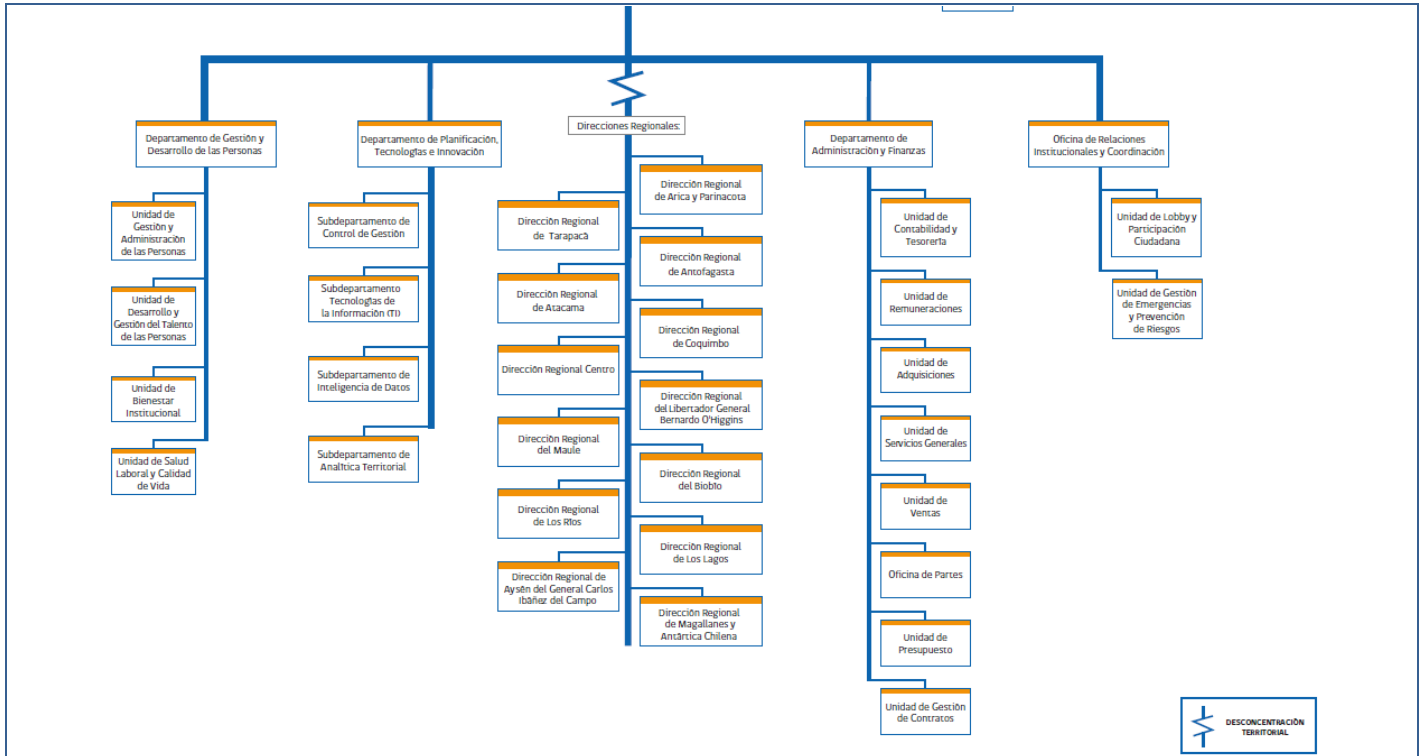 Departamento de Gestión y
Desarrollo de las Personas
Unidad de
Gestión y
Administración
de las Personas
Unidad de
Desarrollo y
Gestión del Talento
de las Personas
Unidad de
Bienestar
Institucional
Unidad de Salud
Laboral y Calidad
de Vida
Departamento de Planificación,
Tecnologías e Innovación
Subdepartamento de
Control de Gestión
Subdepartamento
Tecnologías de
la Información (TI)
Subdepartamento de
Inteligencia de Datos
Subdepartamento de
Analítica Territorial
Direcciones Regionales:
Dirección Regional
de Arica y Parinacota
Dirección Regional
de Tarapacá
Dirección Regional
de Antofagasta
Dirección Regional
de Atacama
Dirección Regional
de Coquimbo
Dirección Regional Centro
Dirección Regional
del Libertador General
Bernardo O'Higgins
Dirección Regional
del Maule
Dirección Regional
del Biobío
Dirección Regional
de Los Ríos
Dirección Regional
de Los Lagos
Dirección Regional de
Aysén del General Carlos
Ibáñez del Campo
Dirección Regional
de Magallanes y
Antártica Chilena
Departamento de
Administración y Finanzas
Unidad de
Contabilidad y
Tesorería
Unidad de
Remuneraciones
Unidad de
Adquisiciones
Unidad de
Servicios Generales
Unidad de
Ventas
Oficina de Partes
Unidad de
Presupuesto
Unidad de Gestión
de Contratos
Oficina de Relaciones
Institucionales y Coordinación
Unidad de Lobby y
Participación
Ciudadana
Unidad de Gestión
de Emergencias
y Prevención
de Riesgos
DESCONCENTRACIÓN
TERRITORIAL